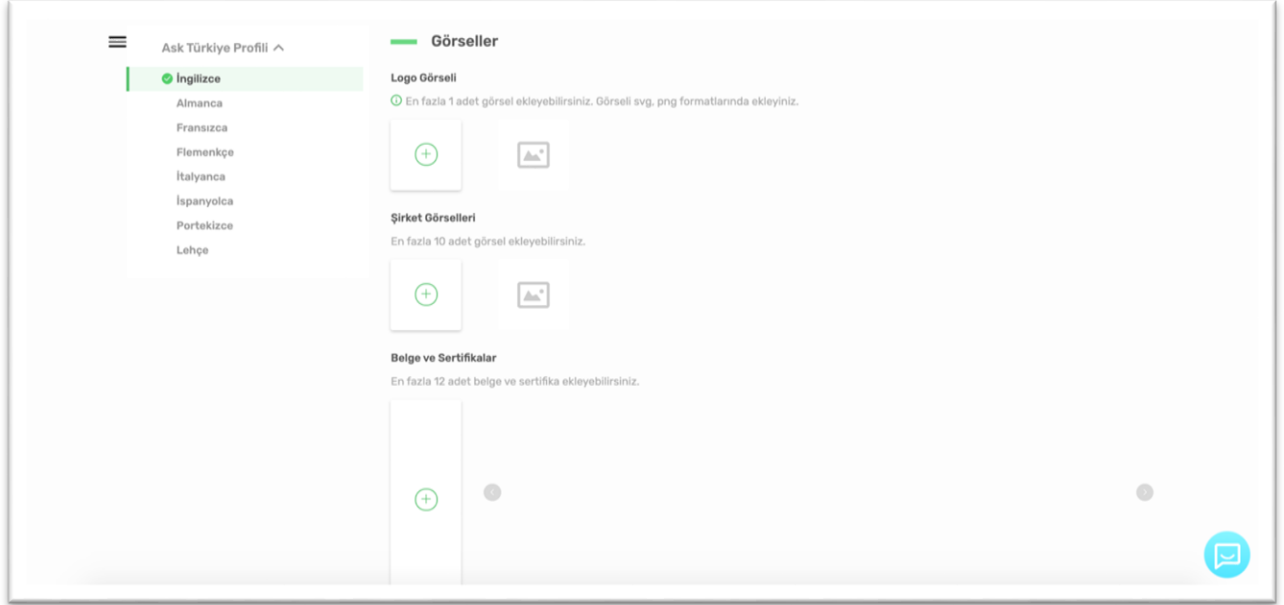 Ask Türkiye Profili
İngilizce
Almanca
Fransızca
Flemenkçe
İtalyanca
İspanyolca
Portekizce
Lehçe
Görseller
Logo Görseli
En fazla 1 adet görsel ekleyebilirsiniz. Görseli svg, png formatlarında ekleyiniz.
Şirket Görselleri
En fazla 10 adet görsel ekleyebilirsiniz.
Belge ve Sertifikalar
En fazla 12 adet belge ve sertifika ekleyebilirsiniz.